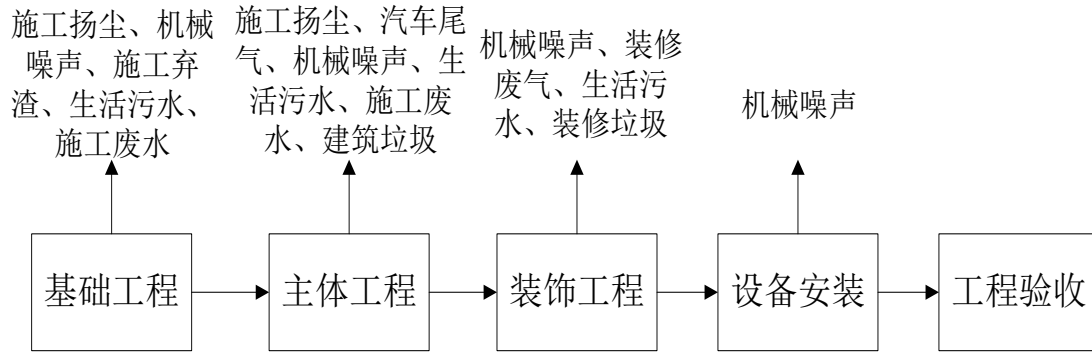 施工扬尘、机械
噪声、施工弃
渣、生活污水、
施工废水
施工扬尘、汽车尾
气、机械噪声、生
活污水、施工废
水、建筑垃圾
机械噪声、装修
废气、生活污
水、装修垃圾
机械噪声
基础工程
主体工程
装饰工程
设备安装
工程验收